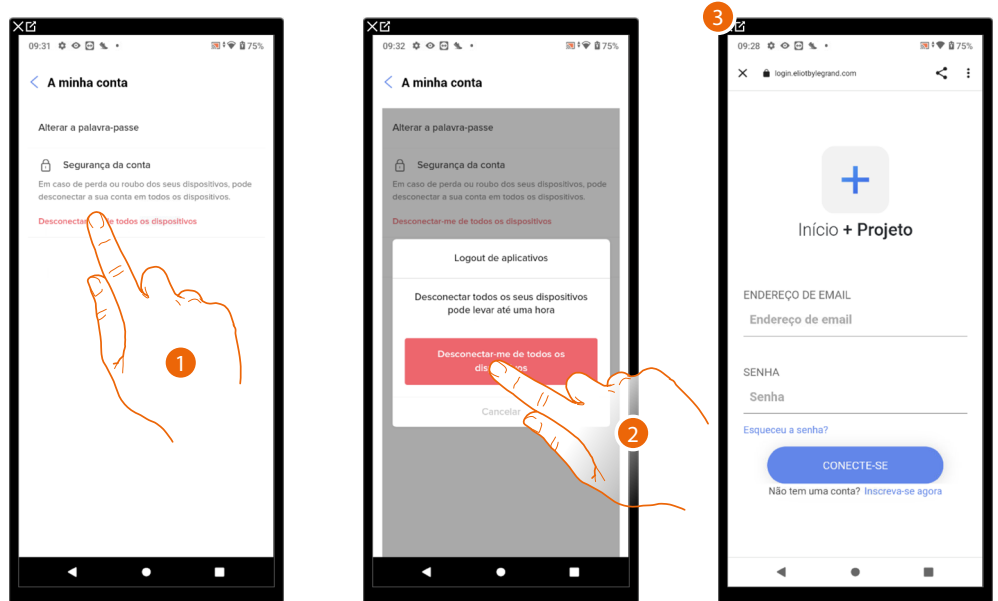 09:31
75%
A minha conta
Alterar a palavra-passe
Segurança da conta
Em caso de perda ou roubo dos seus dispositivos, pode
desconectar a sua conta em todos os dispositivos.
Desconectar de todos os dispositivos
1
09:32
75%
A minha conta
Alterar a palavra-passe
Segurança da conta
Em caso de perda ou roubo dos seus dispositivos, pode
desconectar a sua conta em todos os dispositivos.
Desconectar-me de todos os dispositivos
Logout de aplicativos
Desconectar todos os seus dispositivos
pode levar até uma hora
Desconectar-me de todos os
dispositivos
Cancelar
2
3
09:28
75%
login.eliotbylegrand.com
Início + Projeto
ENDEREÇO DE EMAIL
Endereço de email
SENHA
Senha
Esqueceu a senha?
CONECTE-SE
Não tem uma conta? Inscreva-se agora